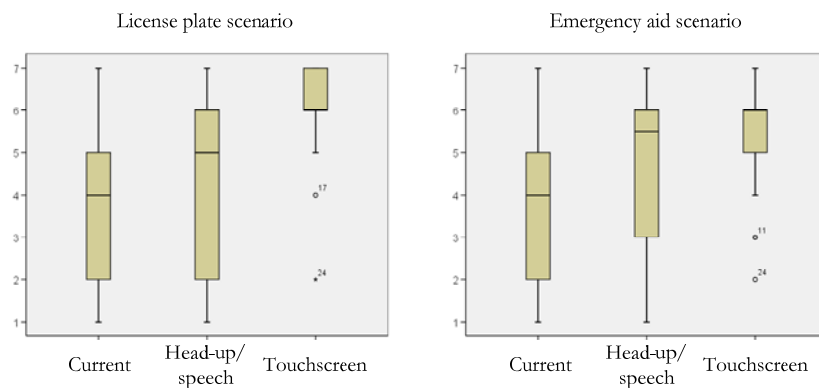 License plate scenario
7
6
5
4
3
2
1
17
24
Current
Head-up/
speech
Touchscreen
Emergency aid scenario
7
6
5
4
3
2
1
11
24
Current
Head-up/
speech
Touchscreen